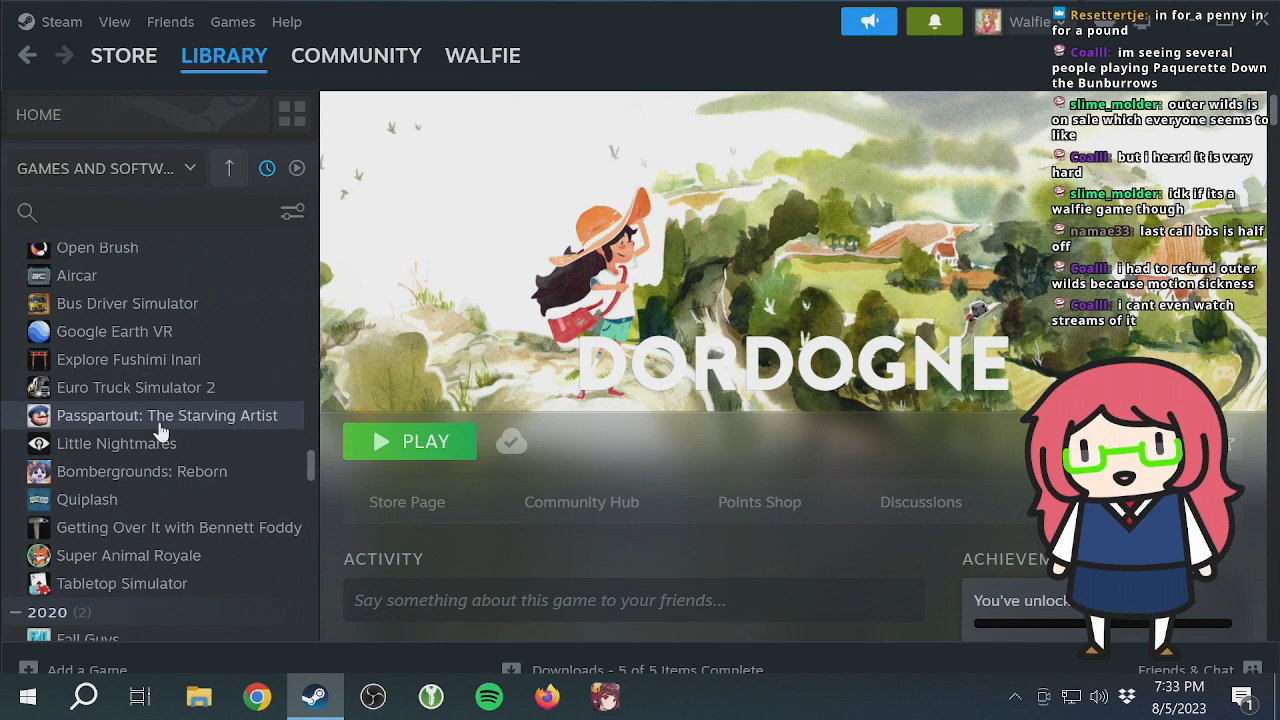 Steam View Friends Games Help
Walfie
STORE LIBRARY COMMUNITY WALFIE
HOME
GAMES AND SOFTW...
Open Brush
Aircar
Bus Driver Simulator
Google Earth VR
Explore Fushimi Inari
Euro Truck Simulator 2
Passpartout: The Starving Artist
Little Nightmares
Bombergrounds: Reborn
Quiplash
Getting Over It with Bennett Foddy
Super Animal Royale
Tabletop Simulator
2020 (2)
Fall Guys
Add a Game
DORDOGNE
PLAY
Store Page Community Hub Points Shop Discussions
ACTIVITY
Say something about this game to your friends...
ACHIEVEM
You've unlock
Downloads - 5 of 5 Items Complete
Friends & Chat
Resettertje: in for a penny in
for a pound
Coalll: im seeing several
people playing Paquerette Down
the Bunburrows
slime_molder: outer wilds is
on sale which everyone seems to
like
Coalll: but i heard it is very
hard
slime_molder: idk if its a
walfie game though
namae33: last call bbs is half
off
Coalll: i had to refund outer
wilds because motion sickness
Coalll: i cant even watch
streams of it
7:33 PM
8/5/2023
1